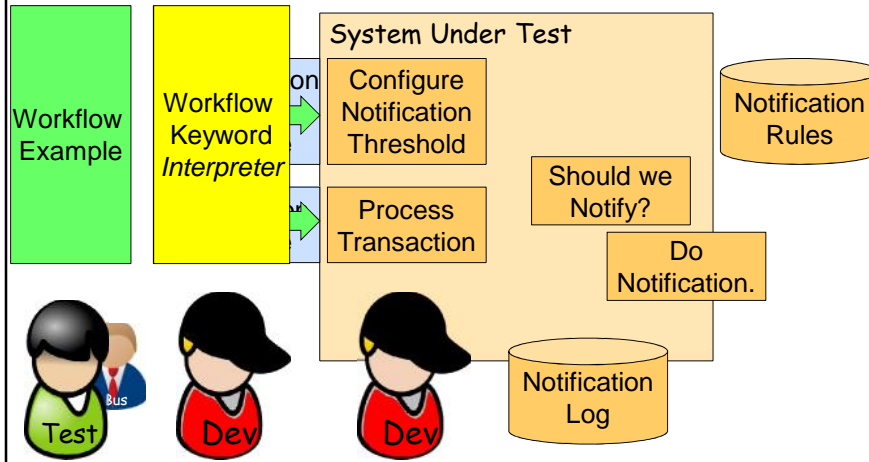 System Under Test
Workflow
Example
Workflow
Keyword
Interpreter
on
Configure
Notification
Threshold
Process
Transaction
Should we
Notify?
Do
Notification.
Notification
Rules
Notification
Log
Bus
Test
Dev
Dev